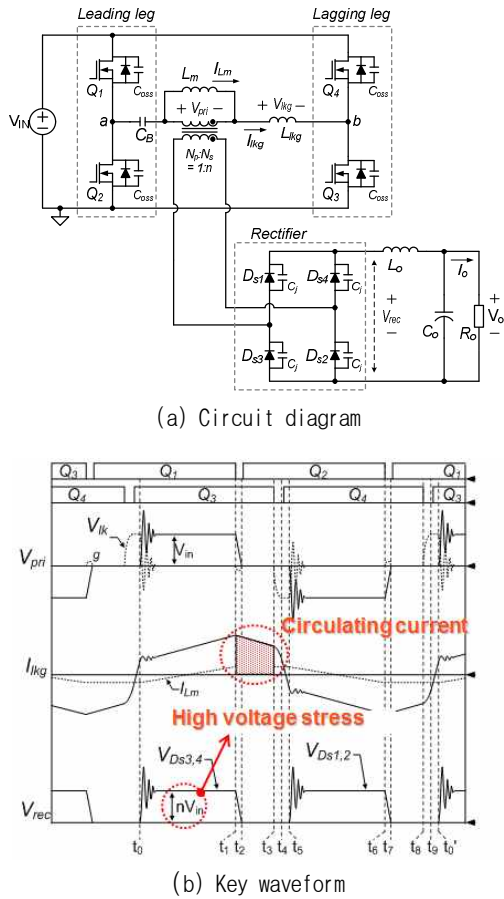 Leading leg
Lagging leg
Q1
Coss
Lm
ILm
Q4
Coss
VIN
a
CB
+ Vpri −
+ Vlkg −
Ilkg
Llkg
b
Np:Ns
= 1:n
Q2
Coss
Q3
Coss
Rectifier
Lo
Io
Ds1
Cj
Ds4
Cj
+
Vrec
−
Co
Ro
+
Vo
−
Ds3
Cj
Ds2
Cj
(a) Circuit diagram
Q3
Q1
Q2
Q1
Q4
Q3
Q4
Q3
Vlk
g
Vin
Vpri
Circulating current
Ilkg
ILm
High voltage stress
VDs3,4
VDs1,2
nVin
Vrec
t0 t1 t2 t3 t4 t5 t6 t7 t8 t9 t0'
(b) Key waveform